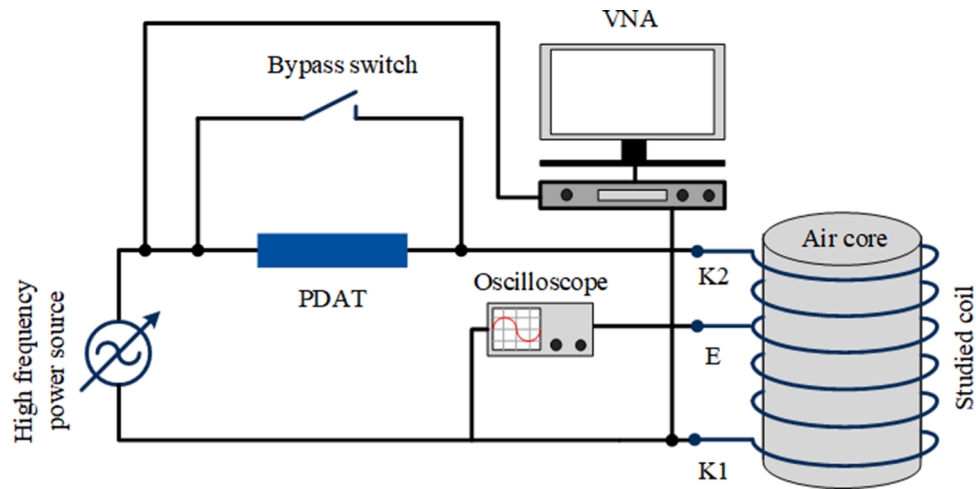 VNA
Bypass switch
Air core
K2
PDAT
Oscilloscope
E
K1
High frequency
power source
Studied coil